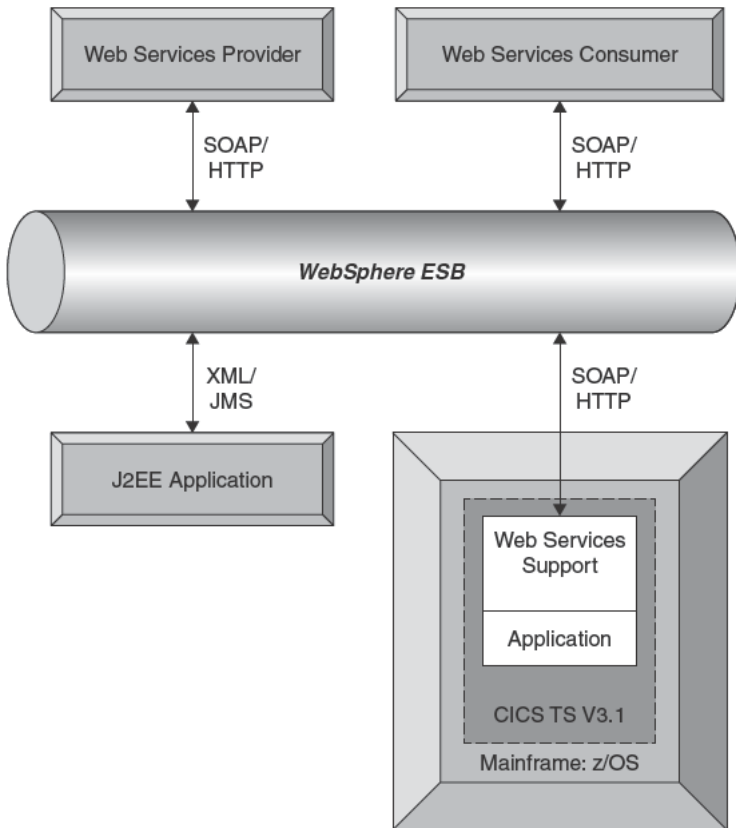 Web Services Provider
Web Services Consumer
SOAP/
HTTP
SOAP/
HTTP
WebSphere ESB
XML/
JMS
SOAP/
HTTP
J2EE Application
Web Services
Support
Application
CICS TS V3.1
Mainframe: z/OS